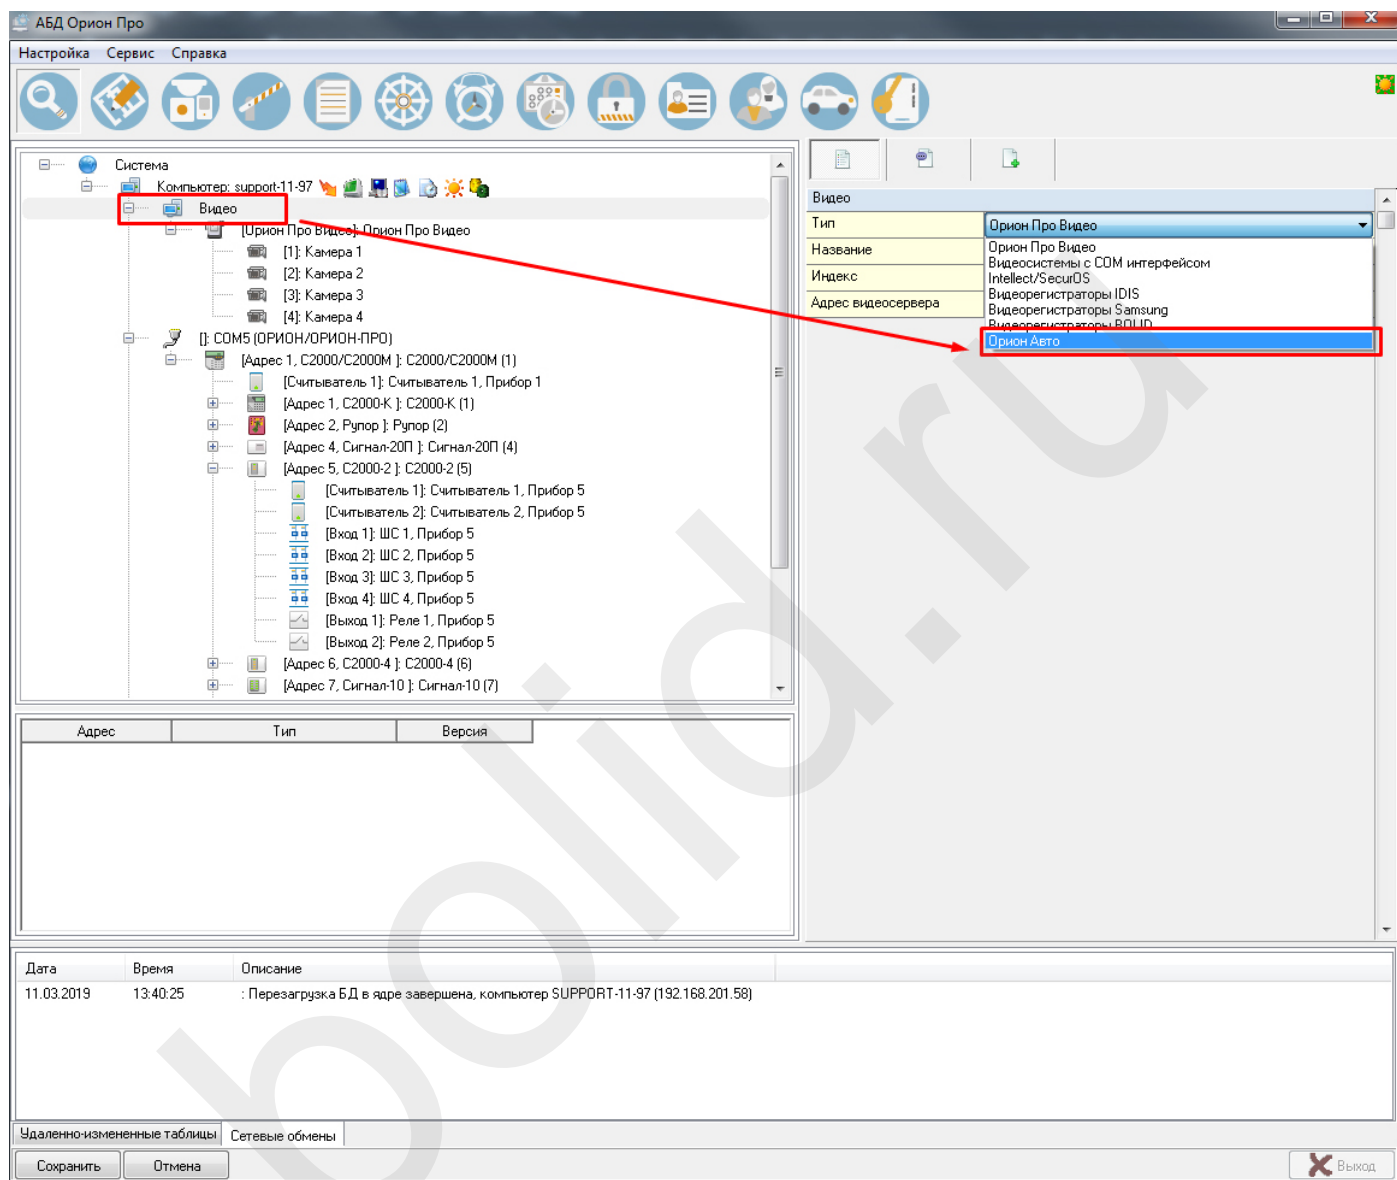 АБД Орион Про
Настройка Сервис Справка
Система
Компьютер: support-11-97
Видео
[Орион Про Видео]: Орион Про Видео
[1]: Камера 1
[2]: Камера 2
[3]: Камера 3
[4]: Камера 4
[]: COM5 (ОРИОН/ОРИОН-ПРО)
[Адрес 1, С2000/С2000М ]: С2000/С2000М (1)
[Считыватель 1]: Считыватель 1, Прибор 1
[Адрес 1, С2000-К ]: С2000-К (1)
[Адрес 2, Рупор ]: Рупор (2)
[Адрес 4, Сигнал-20П ]: Сигнал-20П (4)
[Адрес 5, С2000-2 ]: С2000-2 (5)
[Считыватель 1]: Считыватель 1, Прибор 5
[Считыватель 2]: Считыватель 2, Прибор 5
[Вход 1]: ШС 1, Прибор 5
[Вход 2]: ШС 2, Прибор 5
[Вход 3]: ШС 3, Прибор 5
[Вход 4]: ШС 4, Прибор 5
[Выход 1]: Реле 1, Прибор 5
[Выход 2]: Реле 2, Прибор 5
[Адрес 6, С2000-4 ]: С2000-4 (6)
[Адрес 7, Сигнал-10 ]: Сигнал-10 (7)
Видео
Тип Орион Про Видео
Название
Индекс
Адрес видеосервера
Орион Про Видео
Видеосистемы с COM интерфейсом
Intellect/SecurOS
Видеорегистраторы IDIS
Видеорегистраторы Samsung
Видеорегистраторы BOLID
Орион Авто
Адрес Тип Версия
Дата Время Описание
11.03.2019 13:40:25 : Перезагрузка БД в ядре завершена, компьютер SUPPORT-11-97 (192.168.201.58)
Удаленно-измененные таблицы Сетевые обмены
Сохранить Отмена Выход
bolid.ru